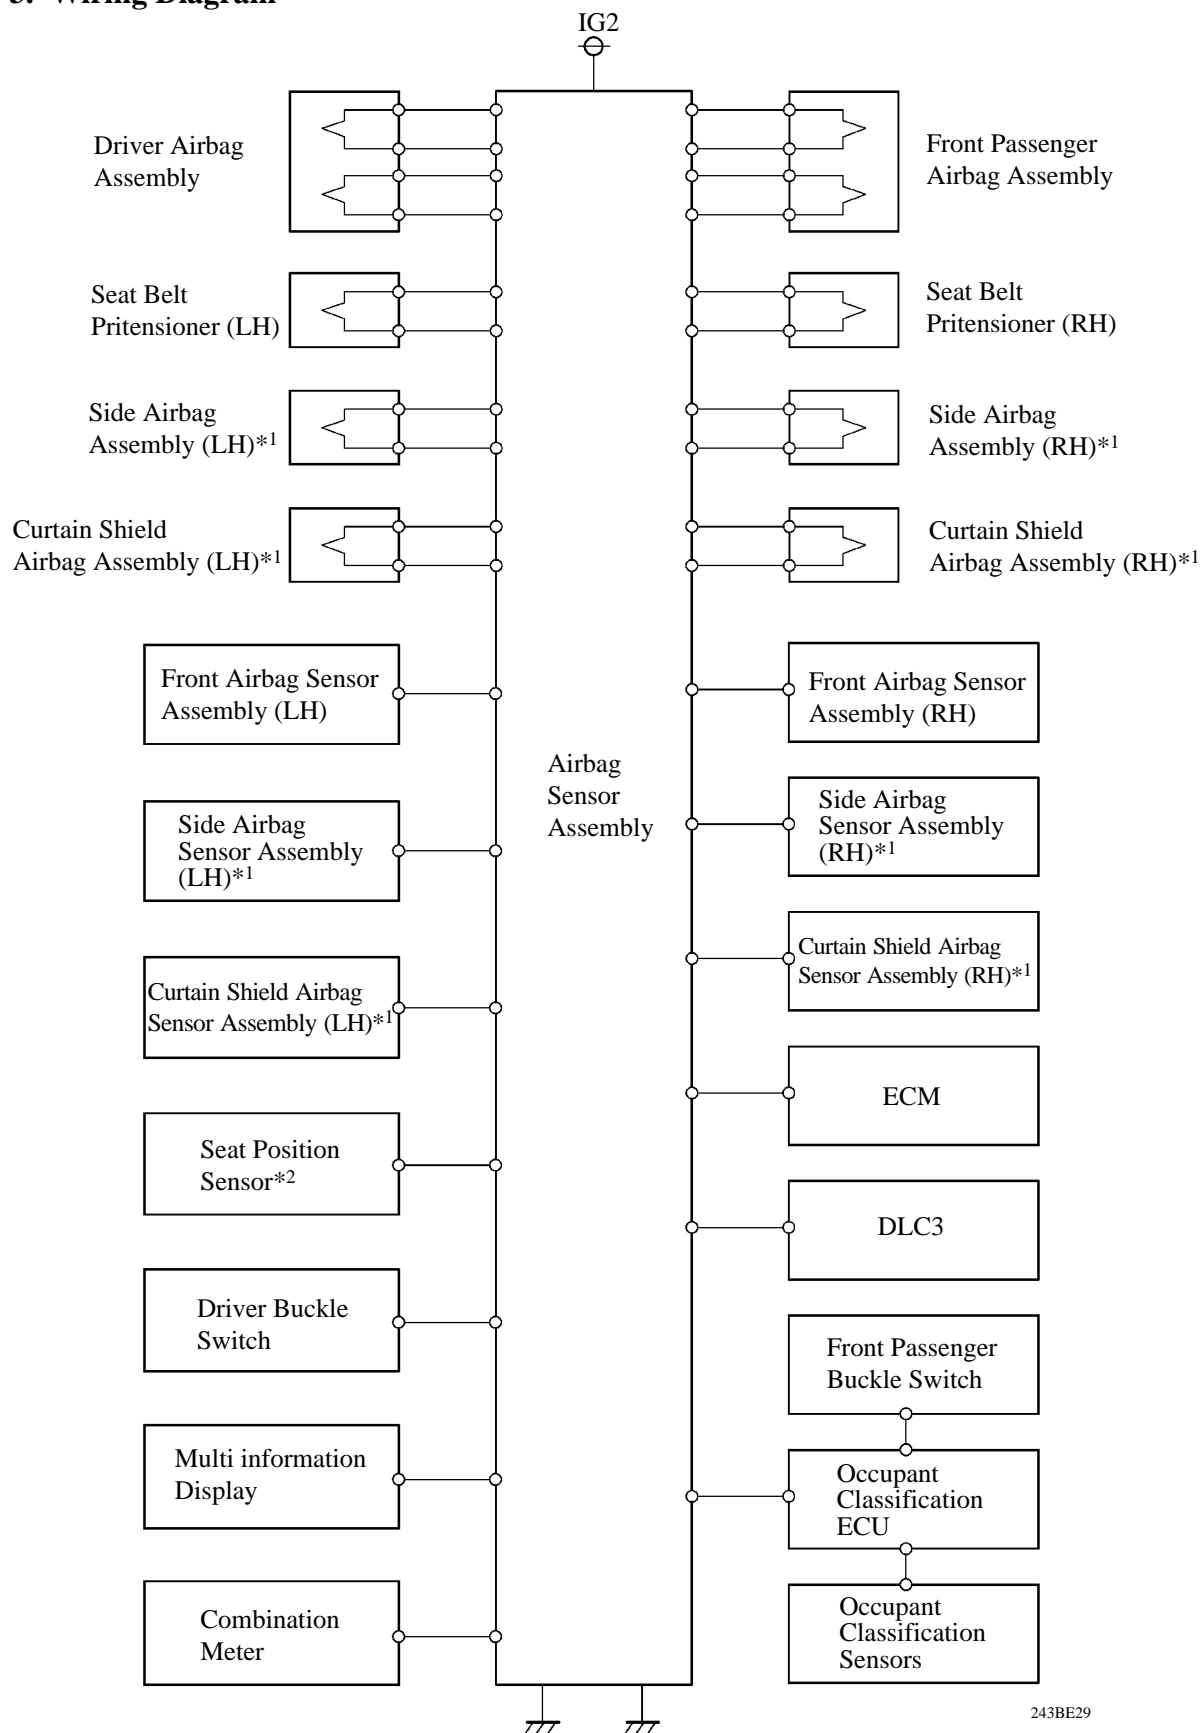 3. Wiring Diagram
IG2
Driver Airbag
Assembly
Front Passenger
Airbag Assembly
Seat Belt
Pritensioner (LH)
Seat Belt
Pritensioner (RH)
Side Airbag
Assembly (LH)*1
Side Airbag
Assembly (RH)*1
Curtain Shield
Airbag Assembly (LH)*1
Curtain Shield
Airbag Assembly (RH)*1
Front Airbag Sensor
Assembly (LH)
Front Airbag Sensor
Assembly (RH)
Airbag
Sensor
Assembly
Side Airbag
Sensor Assembly
(LH)*1
Side Airbag
Sensor Assembly
(RH)*1
Curtain Shield Airbag
Sensor Assembly (LH)*1
Curtain Shield Airbag
Sensor Assembly (RH)*1
Seat Position
Sensor*2
ECM
DLC3
Driver Buckle
Switch
Front Passenger
Buckle Switch
Multi information
Display
Occupant
Classification
ECU
Combination
Meter
Occupant
Classification
Sensors
243BE29